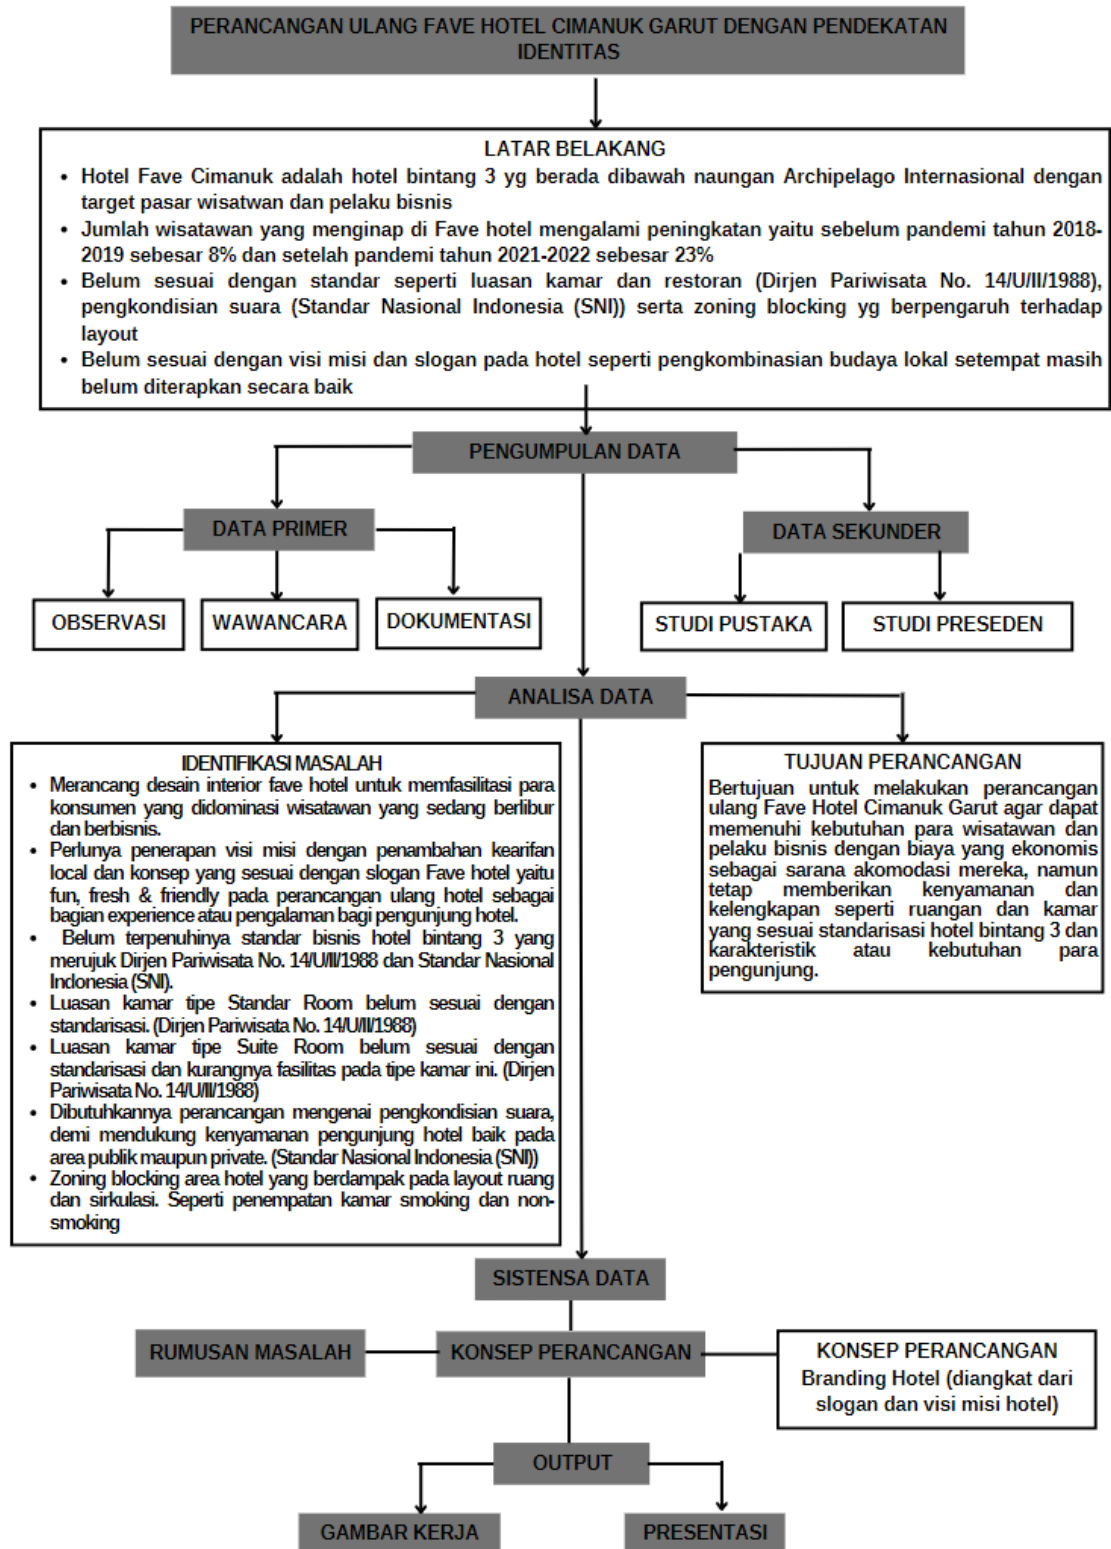 PERANCANGAN ULANG FAVE HOTEL CIMANUK GARUT DENGAN PENDEKATAN
IDENTITAS
LATAR BELAKANG
• Hotel Fave Cimanuk adalah hotel bintang 3 yg berada dibawah naungan Archipelago Internasional dengan
target pasar wisatwan dan pelaku bisnis
• Jumlah wisatawan yang menginap di Fave hotel mengalami peningkatan yaitu sebelum pandemi tahun 2018-
2019 sebesar 8% dan setelah pandemi tahun 2021-2022 sebesar 23%
• Belum sesuai dengan standar seperti luasan kamar dan restoran (Dirjen Pariwisata No. 14/U/II/1988),
pengkondisian suara (Standar Nasional Indonesia (SNI)) serta zoning blocking yg berpengaruh terhadap
layout
• Belum sesuai dengan visi misi dan slogan pada hotel seperti pengkombinasian budaya lokal setempat masih
belum diterapkan secara baik
PENGUMPULAN DATA
DATA PRIMER
DATA SEKUNDER
OBSERVASI
WAWANCARA
DOKUMENTASI
STUDI PUSTAKA
STUDI PRESEDEN
ANALISA DATA
IDENTIFIKASI MASALAH
• Merancang desain interior fave hotel untuk memfasilitasi para
konsumen yang didominasi wisatawan yang sedang berlibur
dan berbisnis.
• Perlunya penerapan visi misi dengan penambahan kearifan
local dan konsep yang sesuai dengan slogan Fave hotel yaitu
fun, fresh & friendly pada perancangan ulang hotel sebagai
bagian experience atau pengalaman bagi pengunjung hotel.
• Belum terpenuhinya standar bisnis hotel bintang 3 yang
merujuk Dirjen Pariwisata No. 14/U/II/1988 dan Standar Nasional
Indonesia (SNI).
• Luasan kamar tipe Standar Room belum sesuai dengan
standarisasi. (Dirjen Pariwisata No. 14/U/II/1988)
• Luasan kamar tipe Suite Room belum sesuai dengan
standarisasi dan kurangnya fasilitas pada tipe kamar ini. (Dirjen
Pariwisata No. 14/U/II/1988)
• Dibutuhkannya perancangan mengenai pengkondisian suara,
demi mendukung kenyamanan pengunjung hotel baik pada
area publik maupun private. (Standar Nasional Indonesia (SNI))
• Zoning blocking area hotel yang berdampak pada layout ruang
dan sirkulasi. Seperti penempatan kamar smoking dan non-
smoking
TUJUAN PERANCANGAN
Bertujuan untuk melakukan perancangan
ulang Fave Hotel Cimanuk Garut agar dapat
memenuhi kebutuhan para wisatawan dan
pelaku bisnis dengan biaya yang ekonomis
sebagai sarana akomodasi mereka, namun
tetap memberikan kenyamanan dan
kelengkapan seperti ruangan dan kamar
yang sesuai standarisasi hotel bintang 3 dan
karakteristik atau kebutuhan para
pengunjung.
SISTENSA DATA
RUMUSAN MASALAH
KONSEP PERANCANGAN
KONSEP PERANCANGAN
Branding Hotel (diangkat dari
slogan dan visi misi hotel)
OUTPUT
GAMBAR KERJA
PRESENTASI